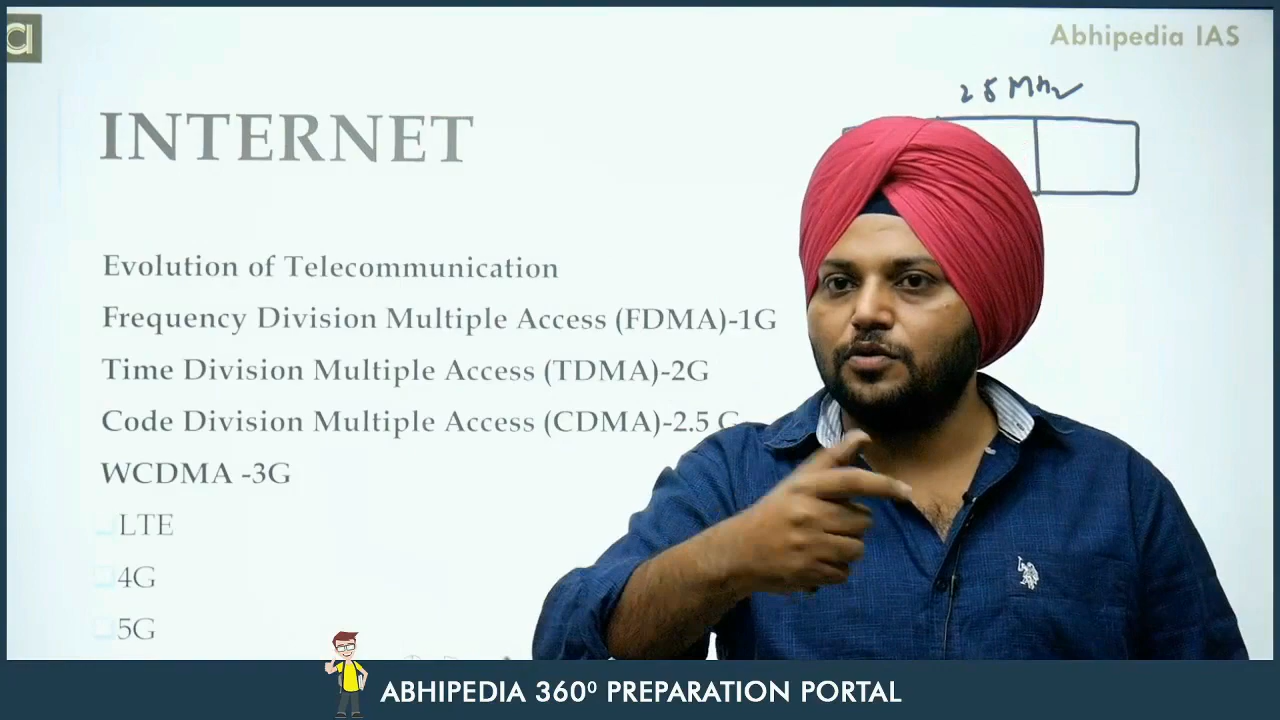 a
Abhipedia IAS
25 MHz
INTERNET
Evolution of Telecommunication
Frequency Division Multiple Access (FDMA)-1G
Time Division Multiple Access (TDMA)-2G
Code Division Multiple Access (CDMA)-2.5 G
WCDMA -3G
LTE
4G
5G
ABHIPEDIA 360⁰ PREPARATION PORTAL